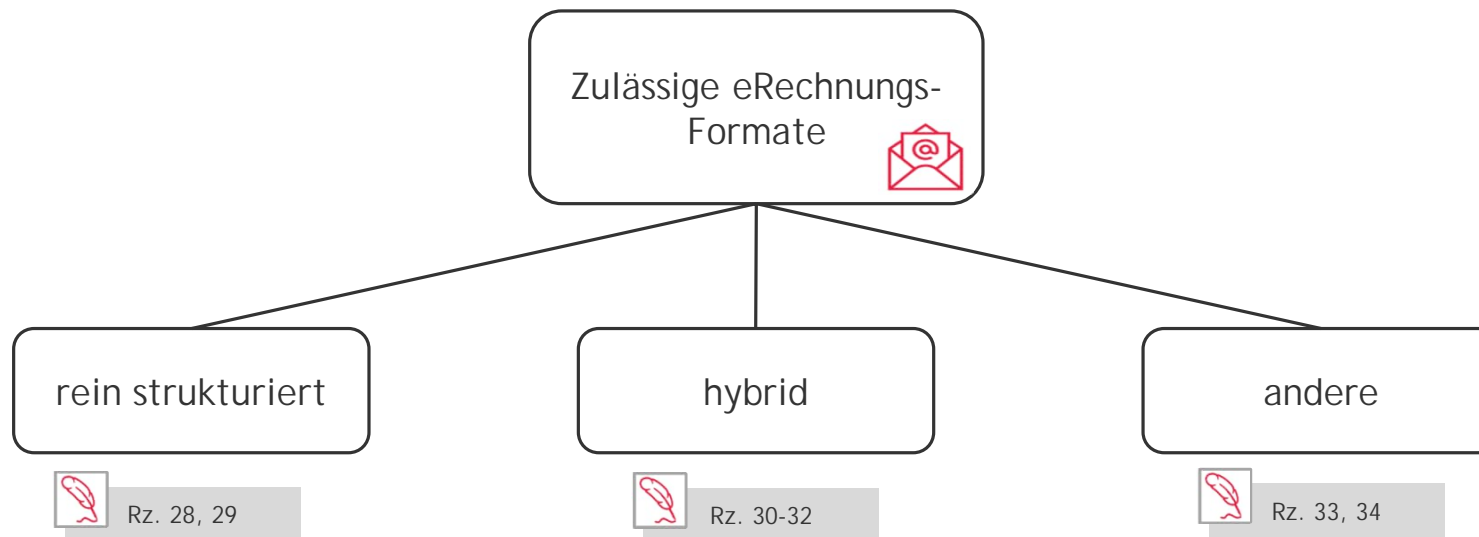 Zulässige eRechnungs-
Formate
@
rein strukturiert
hybrid
andere
Rz. 28, 29
Rz. 30-32
Rz. 33, 34